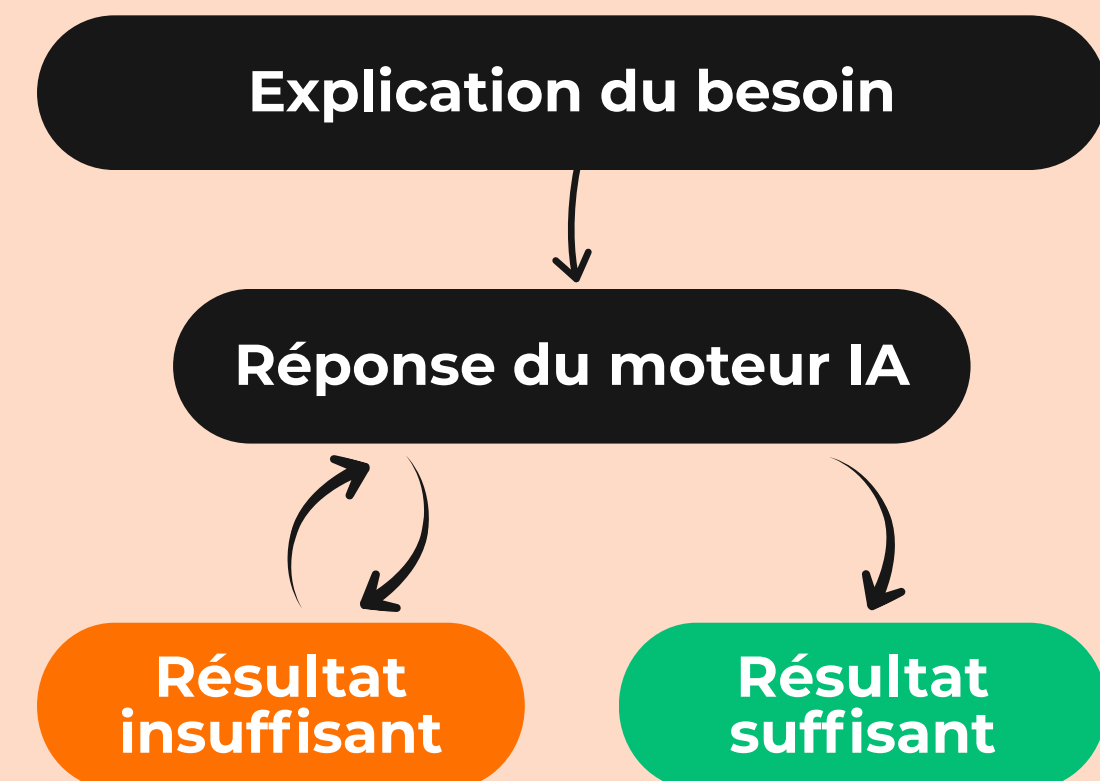 Explication du besoin
Réponse du moteur IA
Résultat
insuffisant
Résultat
suffisant